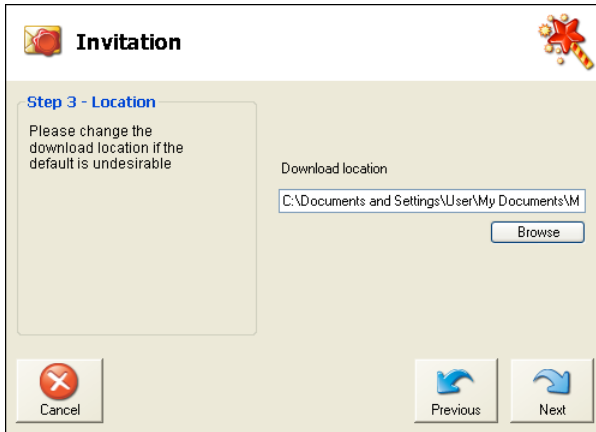 Invitation
Step 3 - Location
Please change the
download location if the
default is undesirable
Download location
C:\Documents and Settings\User\My Documents\M
Browse
Cancel
Previous
Next